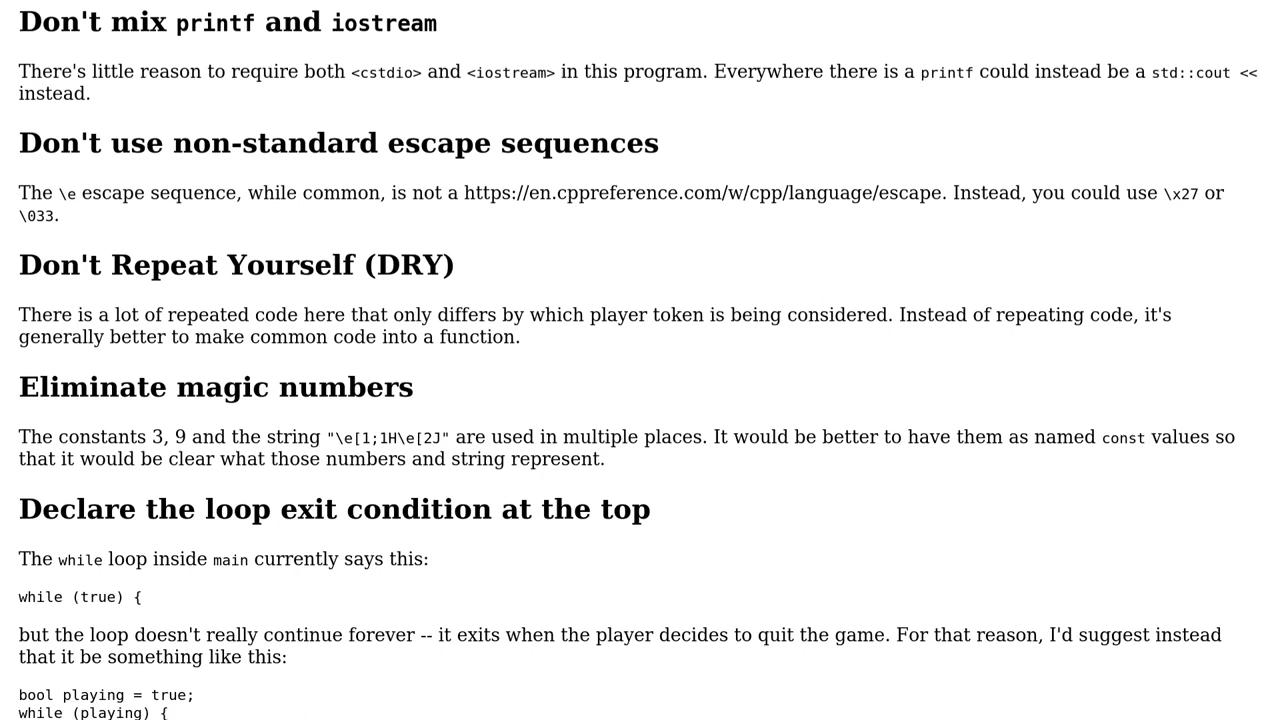 Don't mix printf and iostream
There's little reason to require both <cstdio> and <iostream> in this program. Everywhere there is a printf could instead be a std::cout <<
instead.
Don't use non-standard escape sequences
The \e escape sequence, while common, is not a https://en.cppreference.com/w/cpp/language/escape. Instead, you could use \x27 or
\033.
Don't Repeat Yourself (DRY)
There is a lot of repeated code here that only differs by which player token is being considered. Instead of repeating code, it's
generally better to make common code into a function.
Eliminate magic numbers
The constants 3, 9 and the string "\e[1;1H\e[2J" are used in multiple places. It would be better to have them as named const values so
that it would be clear what those numbers and string represent.
Declare the loop exit condition at the top
The while loop inside main currently says this:
while (true) {
but the loop doesn't really continue forever -- it exits when the player decides to quit the game. For that reason, I'd suggest instead
that it be something like this:
bool playing = true;
while (playing) {